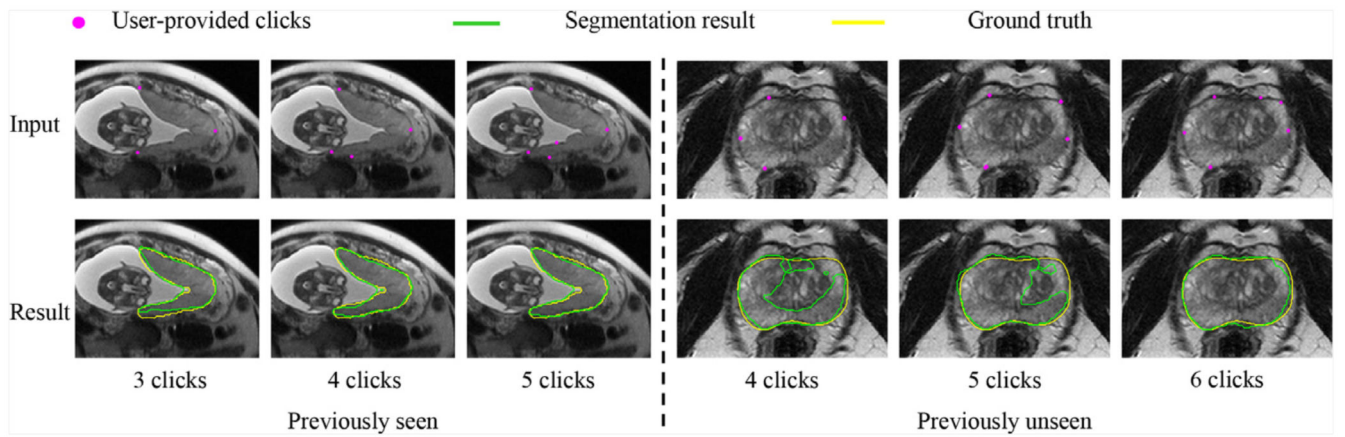 User-provided clicks Segmentation result Ground truth
Input
Result
3 clicks 4 clicks 5 clicks 4 clicks 5 clicks 6 clicks
Previously seen Previously unseen